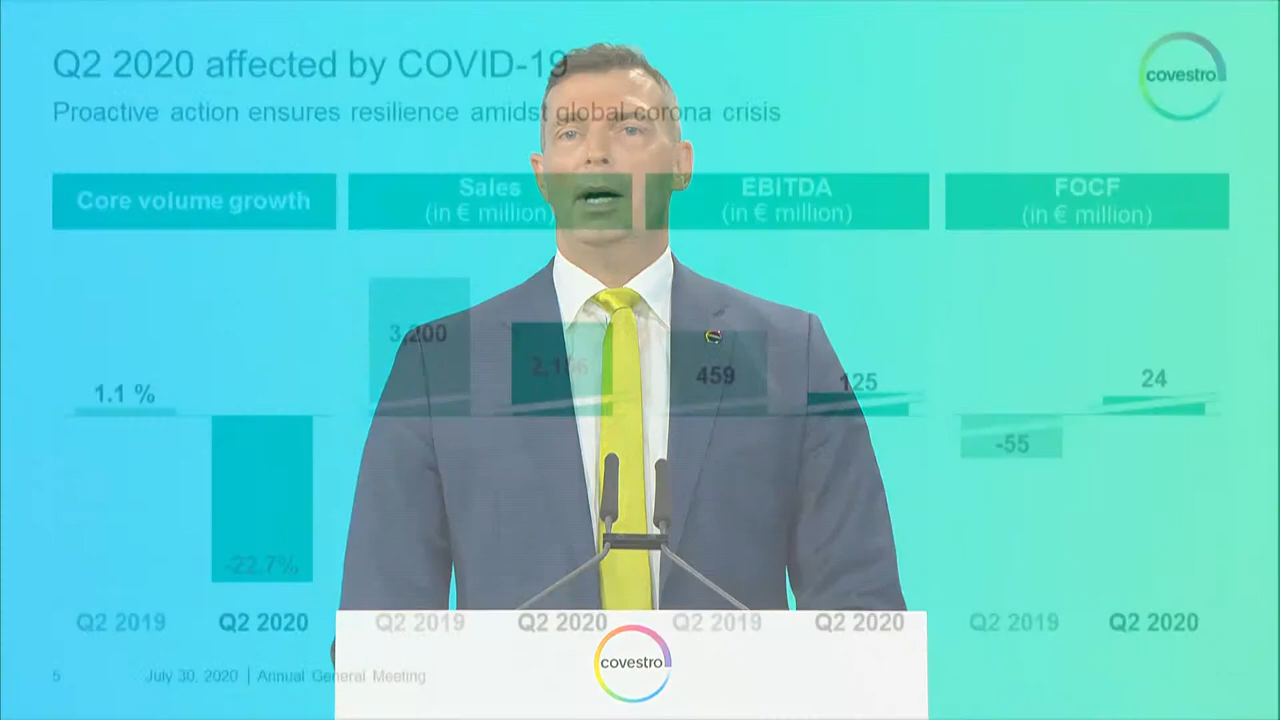 Q2 2020 affected by COVID-19
Proactive action ensures resilience amidst global corona crisis
covestro
Core volume growth
Sales
(in € million)
EBITDA
(in € million)
FOCF
(in € million)
1.1 %
-22.7%
3,200
459
125
-55
24
Q2 2019
Q2 2020
Q2 2019
Q2 2020
Q2 2019
Q2 2020
Q2 2019
Q2 2020
5
July 30, 2020 | Annual General Meeting
covestro